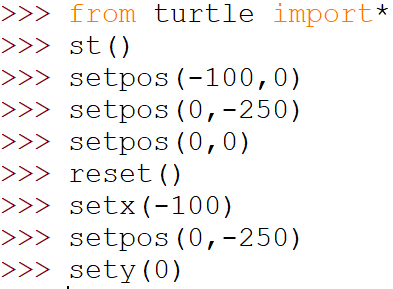 >>> from turtle import*
>>> st()
>>> setpos(-100,0)
>>> setpos(0,-250)
>>> setpos(0,0)
>>> reset()
>>> setx(-100)
>>> setpos(0,-250)
>>> sety(0)